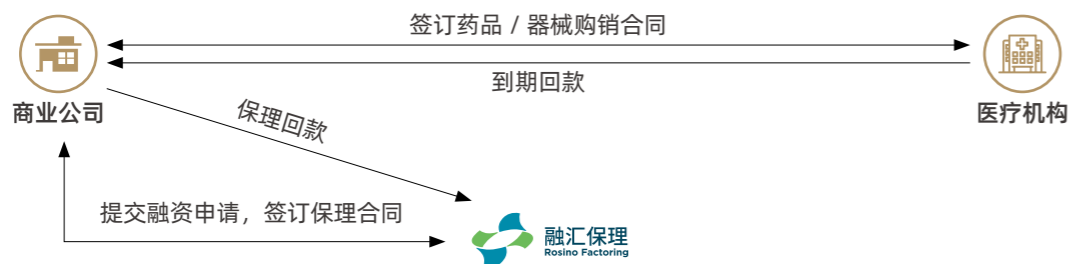 签订药品 / 器械购销合同
到期回款
商业公司
医疗机构
保理回款
提交融资申请，签订保理合同
融汇保理
Rosino Factoring